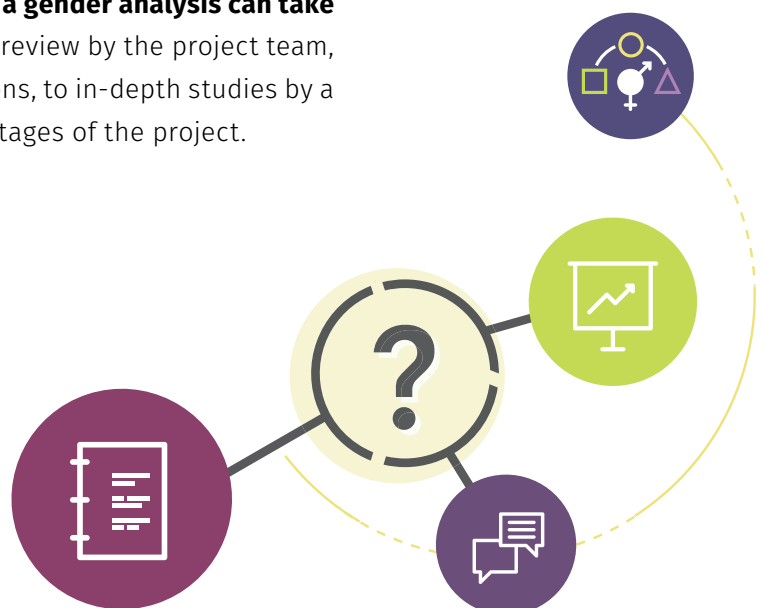 a gender analysis can take
review by the project team,
ns, to in-depth studies by a
tages of the project.
?